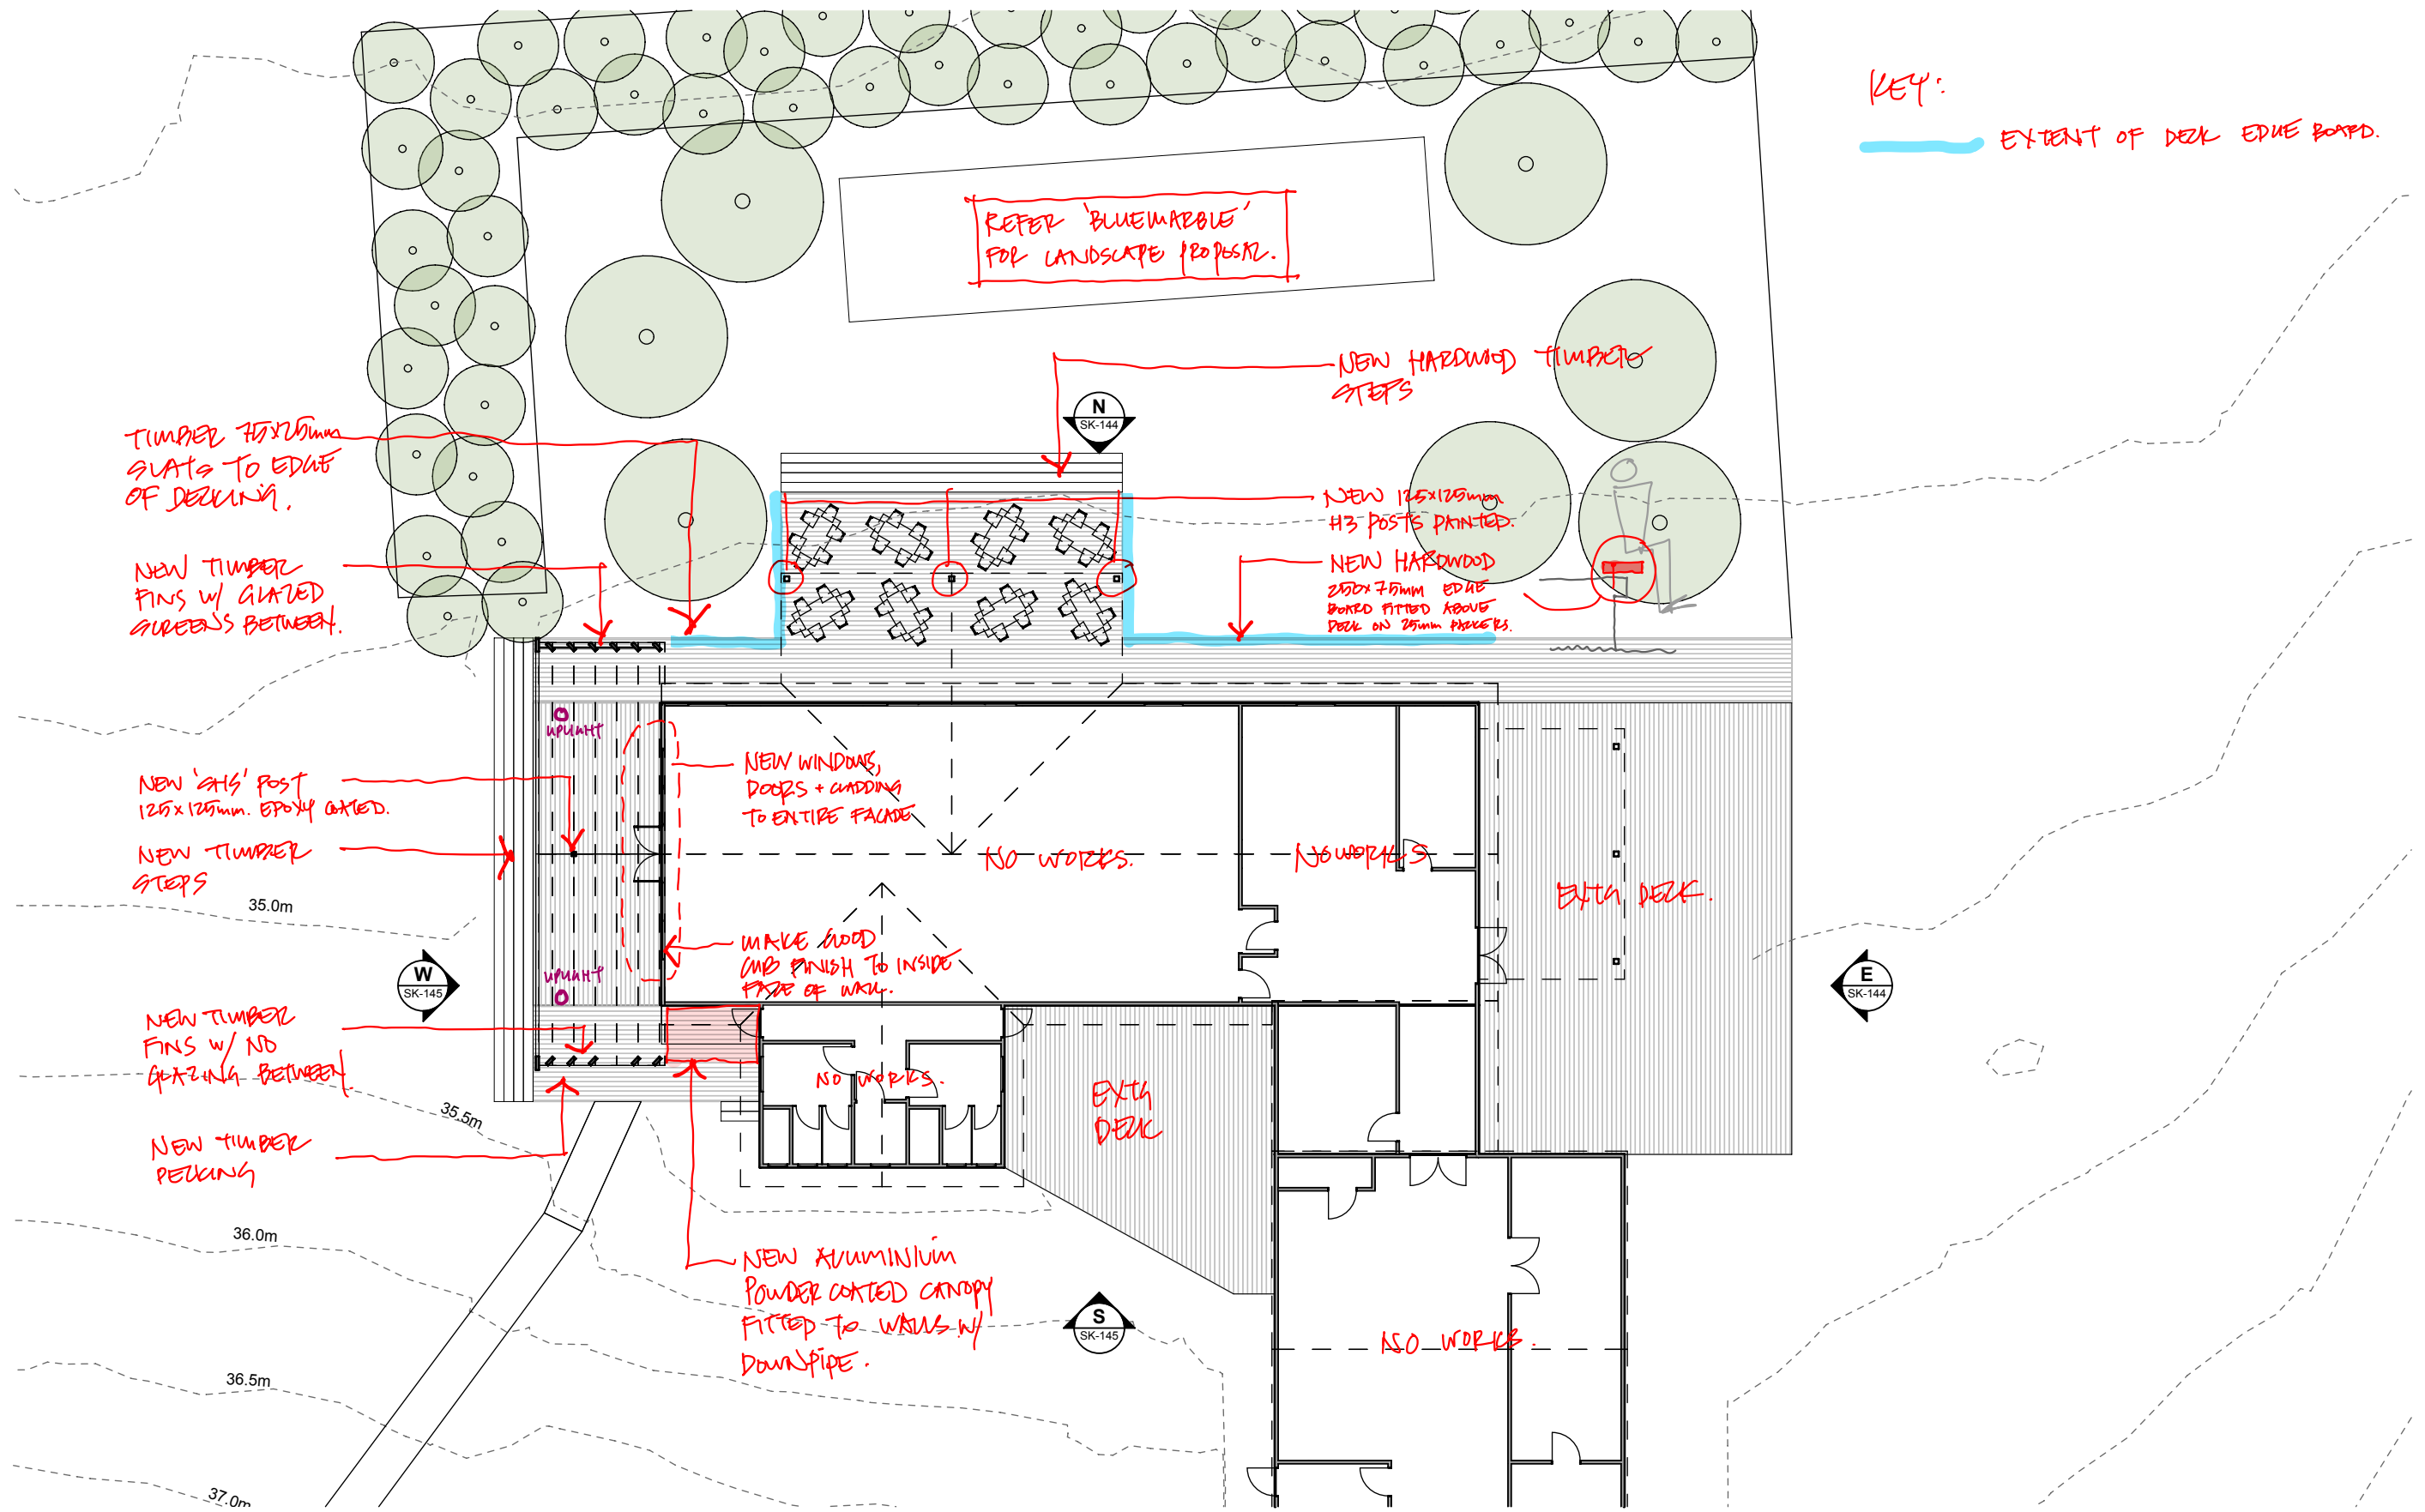 KEY:
EXTENT OF DECK EDGE BOARD.
REFER 'BLUEMARBLE'
FOR LANDSCAPE PROPOSAL.
NEW HARDWOOD TIMBER
STEPS
N
SK-144
TIMBER 75x25mm
SLATS TO EDGE
OF DECKING.
NEW 125x125mm
H3 POSTS PAINTED.
NEW HARDWOOD
250x75mm EDGE
BOARD FITTED ABOVE
DECK ON 25mm PACKERS.
NEW TIMBER
FINS W/ GLAZED
SCREENS BETWEEN.
UPLIGHT
NEW WINDOWS,
DOORS + CLADDING
TO ENTIRE FACADE
NEW 'SHS' POST
125x125mm. EPOXY COATED.
NEW TIMBER
STEPS
NO WORKS.
NO WORKS
EXTG DECK.
35.0m
MAKE GOOD
GIB FINISH TO INSIDE
FACE OF WALL.
UPLIGHT
W
SK-145
E
SK-144
NEW TIMBER
FINS W/ NO
GLAZING BETWEEN.
NO WORKS.
EXTG
DECK
35.5m
NEW TIMBER
DECKING
36.0m
NEW ALUMINIUM
POWDER COATED CANOPY
FITTED TO WALLS W/
DOWNPIPE.
S
SK-145
NO WORKS.
36.5m
37.0m